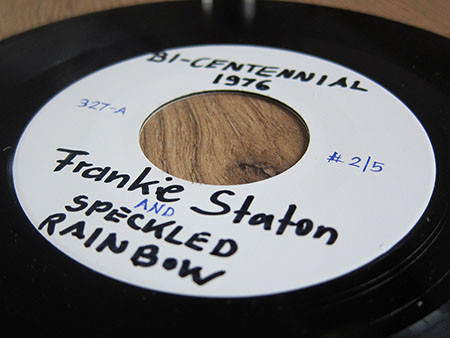 BI-CENTENNIAL
1976
327-A
#2/5
Frankie Staton
AND
SPECKLED
RAINBOW